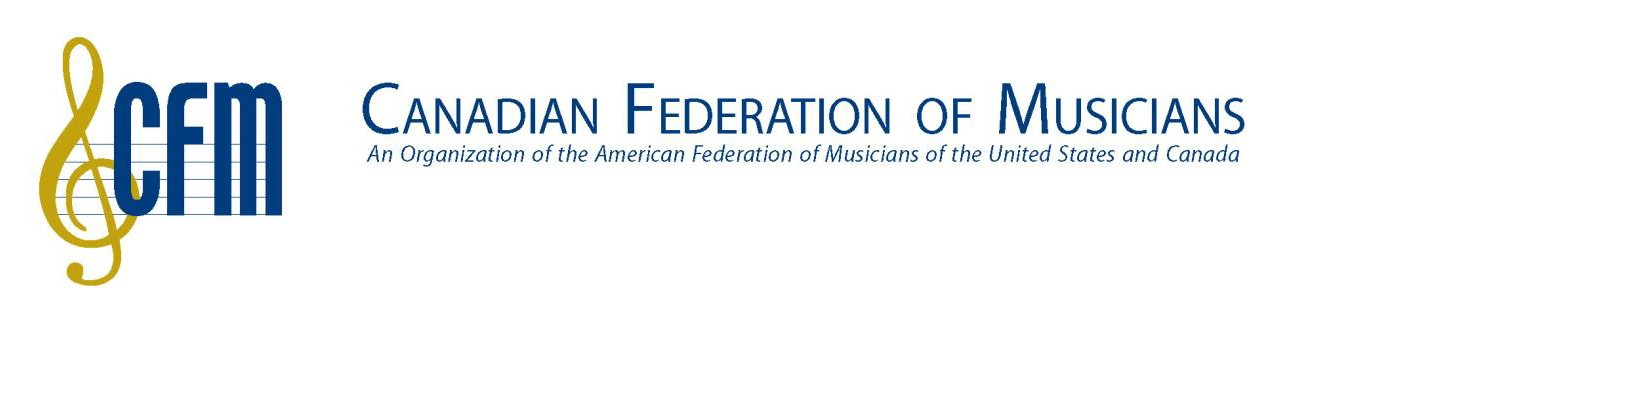 CFM
Canadian Federation of Musicians
An Organization of the American Federation of Musicians of the United States and Canada